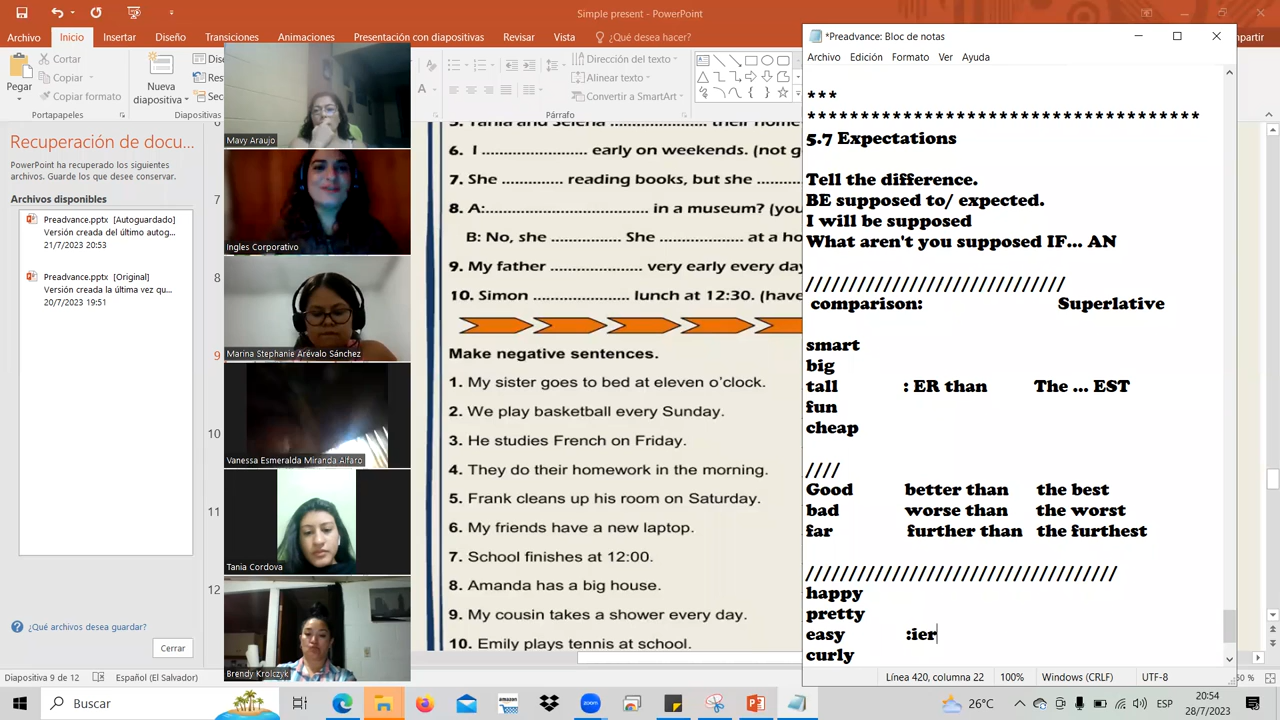 Preadvance.pptx - PowerPoint
Archivo
Inicio
Insertar
Diseño
Transiciones
Animaciones
Presentación con diapositivas
Revisar
Vista
¿Qué desea hacer?
Cortar
Copiar formato
Pegar
Portapapeles
Nueva
diapositiva
Diapositivas
Dirección del texto
Alinear texto
Convertir a SmartArt
Párrafo
Recuperación de docu...
PowerPoint ha recuperado los siguientes
archivos. Guarde los que desee conservar.
Archivos disponibles
Preadvance.pptx [Autoguardado]
Versión creada del último autog...
21/7/2023 20:53
Preadvance.pptx [Original]
Versión creada la última vez qu...
20/7/2023 19:51
¿Qué archivos desea guardar?
Cerrar
7
8
9
10
11
12
Mavy Araujo
Ingles Corporativo
Marina Stephanie Arévalo Sánchez
Vanessa Esmeralda Miranda Alfaro
Tania Cordova
Brendy Krolczyk
6. I .................. early on weekends. (not g
7. She ............ reading books, but she .........
8. A:............................ in a museum? (you
B: No, she ............ She ............... at a ho
9. My father ................ very early every day
10. Simon ................. lunch at 12:30. (have
Make negative sentences.
1. My sister goes to bed at eleven o'clock.
2. We play basketball every Sunday.
3. He studies French on Friday.
4. They do their homework in the morning.
5. Frank cleans up his room on Saturday.
6. My friends have a new laptop.
7. School finishes at 12:00.
8. Amanda has a big house.
9. My cousin takes a shower every day.
10. Emily plays tennis at school.
*Preadvance: Bloc de notas
Archivo Edición Formato Ver Ayuda
***
*************************************
5.7 Expectations
Tell the difference.
BE supposed to/ expected.
I will be supposed
What aren't you supposed IF... AN
//////////////////////////////
comparison: Superlative
smart
big
tall : ER than The ... EST
fun
cheap
////
Good better than the best
bad worse than the worst
far further than the furthest
////////////////////////////////////
happy
pretty
easy :ier
curly
Línea 420, columna 22 100% Windows (CRLF) UTF-8
Diapositiva 9 de 12
Español (El Salvador)
Buscar
amazon
zoom
26°C
ESP
20:54
28/7/2023